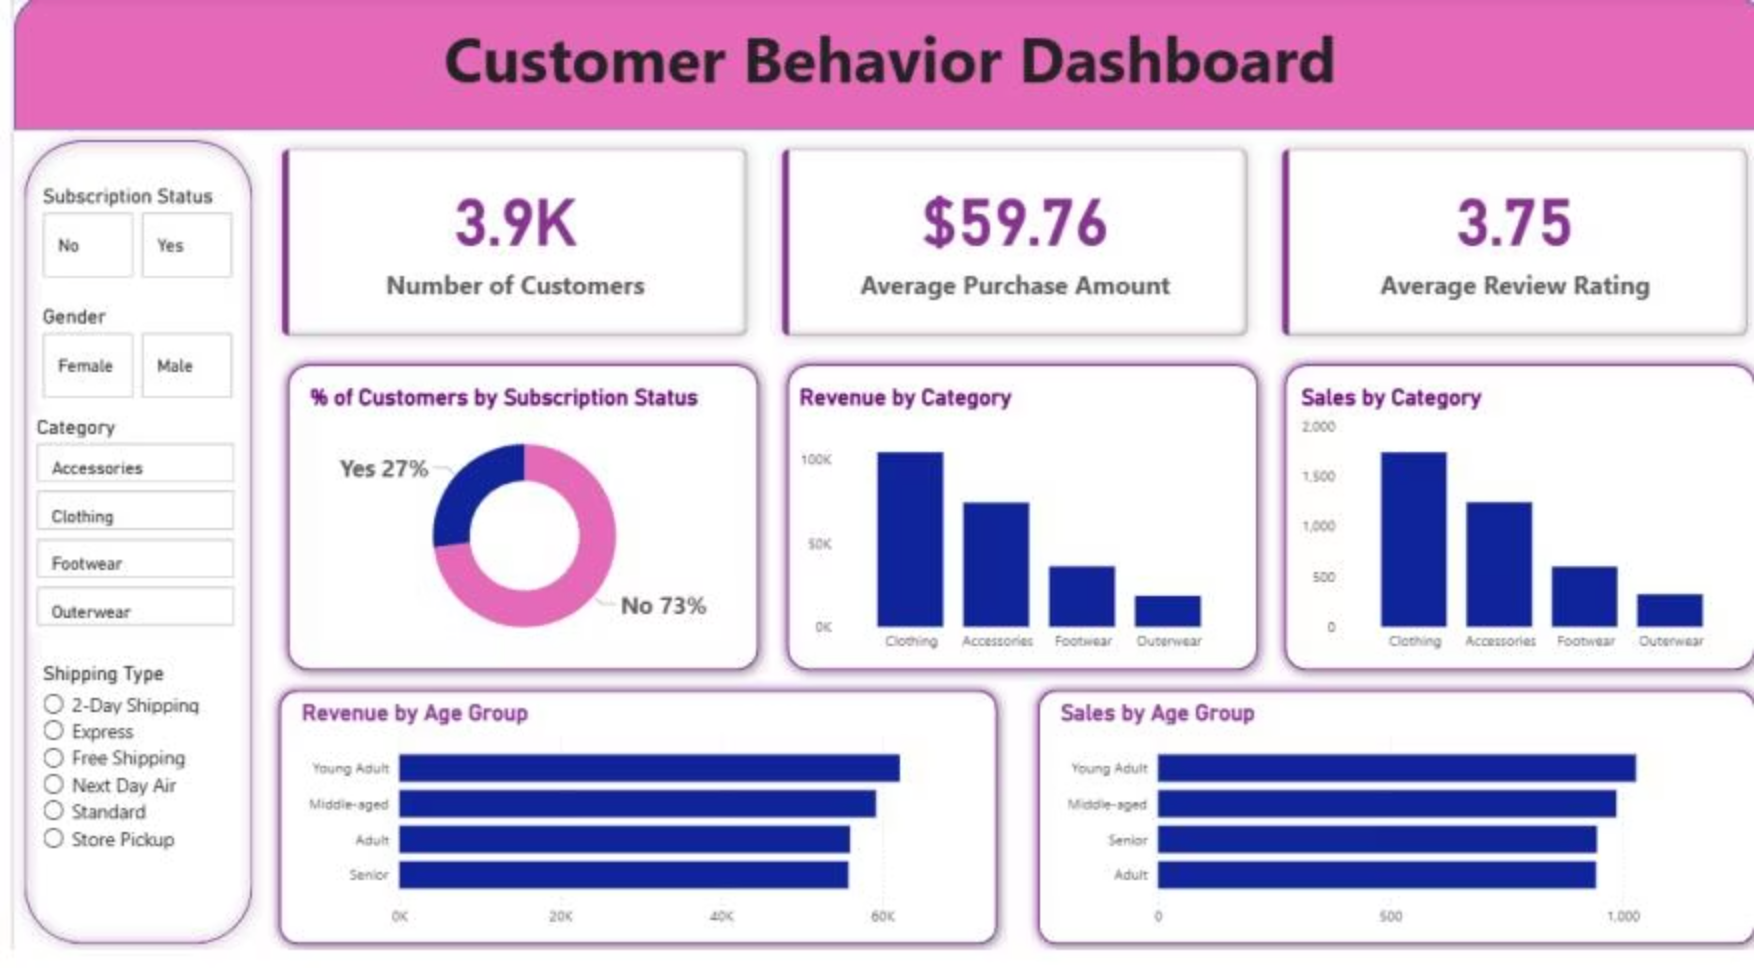 Customer Behavior Dashboard
Subscription Status
No
Yes
Gender
Female
Male
Category
Accessories
Clothing
Footwear
Outerwear
Shipping Type
2-Day Shipping
Express
Free Shipping
Next Day Air
Standard
Store Pickup
3.9K
Number of Customers
$59.76
Average Purchase Amount
3.75
Average Review Rating
% of Customers by Subscription Status
Yes 27%
No 73%
Revenue by Category
100K
50K
0K
Clothing
Accessories
Footwear
Outerwear
Sales by Category
2,000
1,500
1,000
500
0
Clothing
Accessories
Footwear
Outerwear
Revenue by Age Group
Young Adult
Middle-aged
Adult
Senior
0K
20K
40K
60K
Sales by Age Group
Young Adult
Middle-aged
Senior
Adult
0
500
1,000